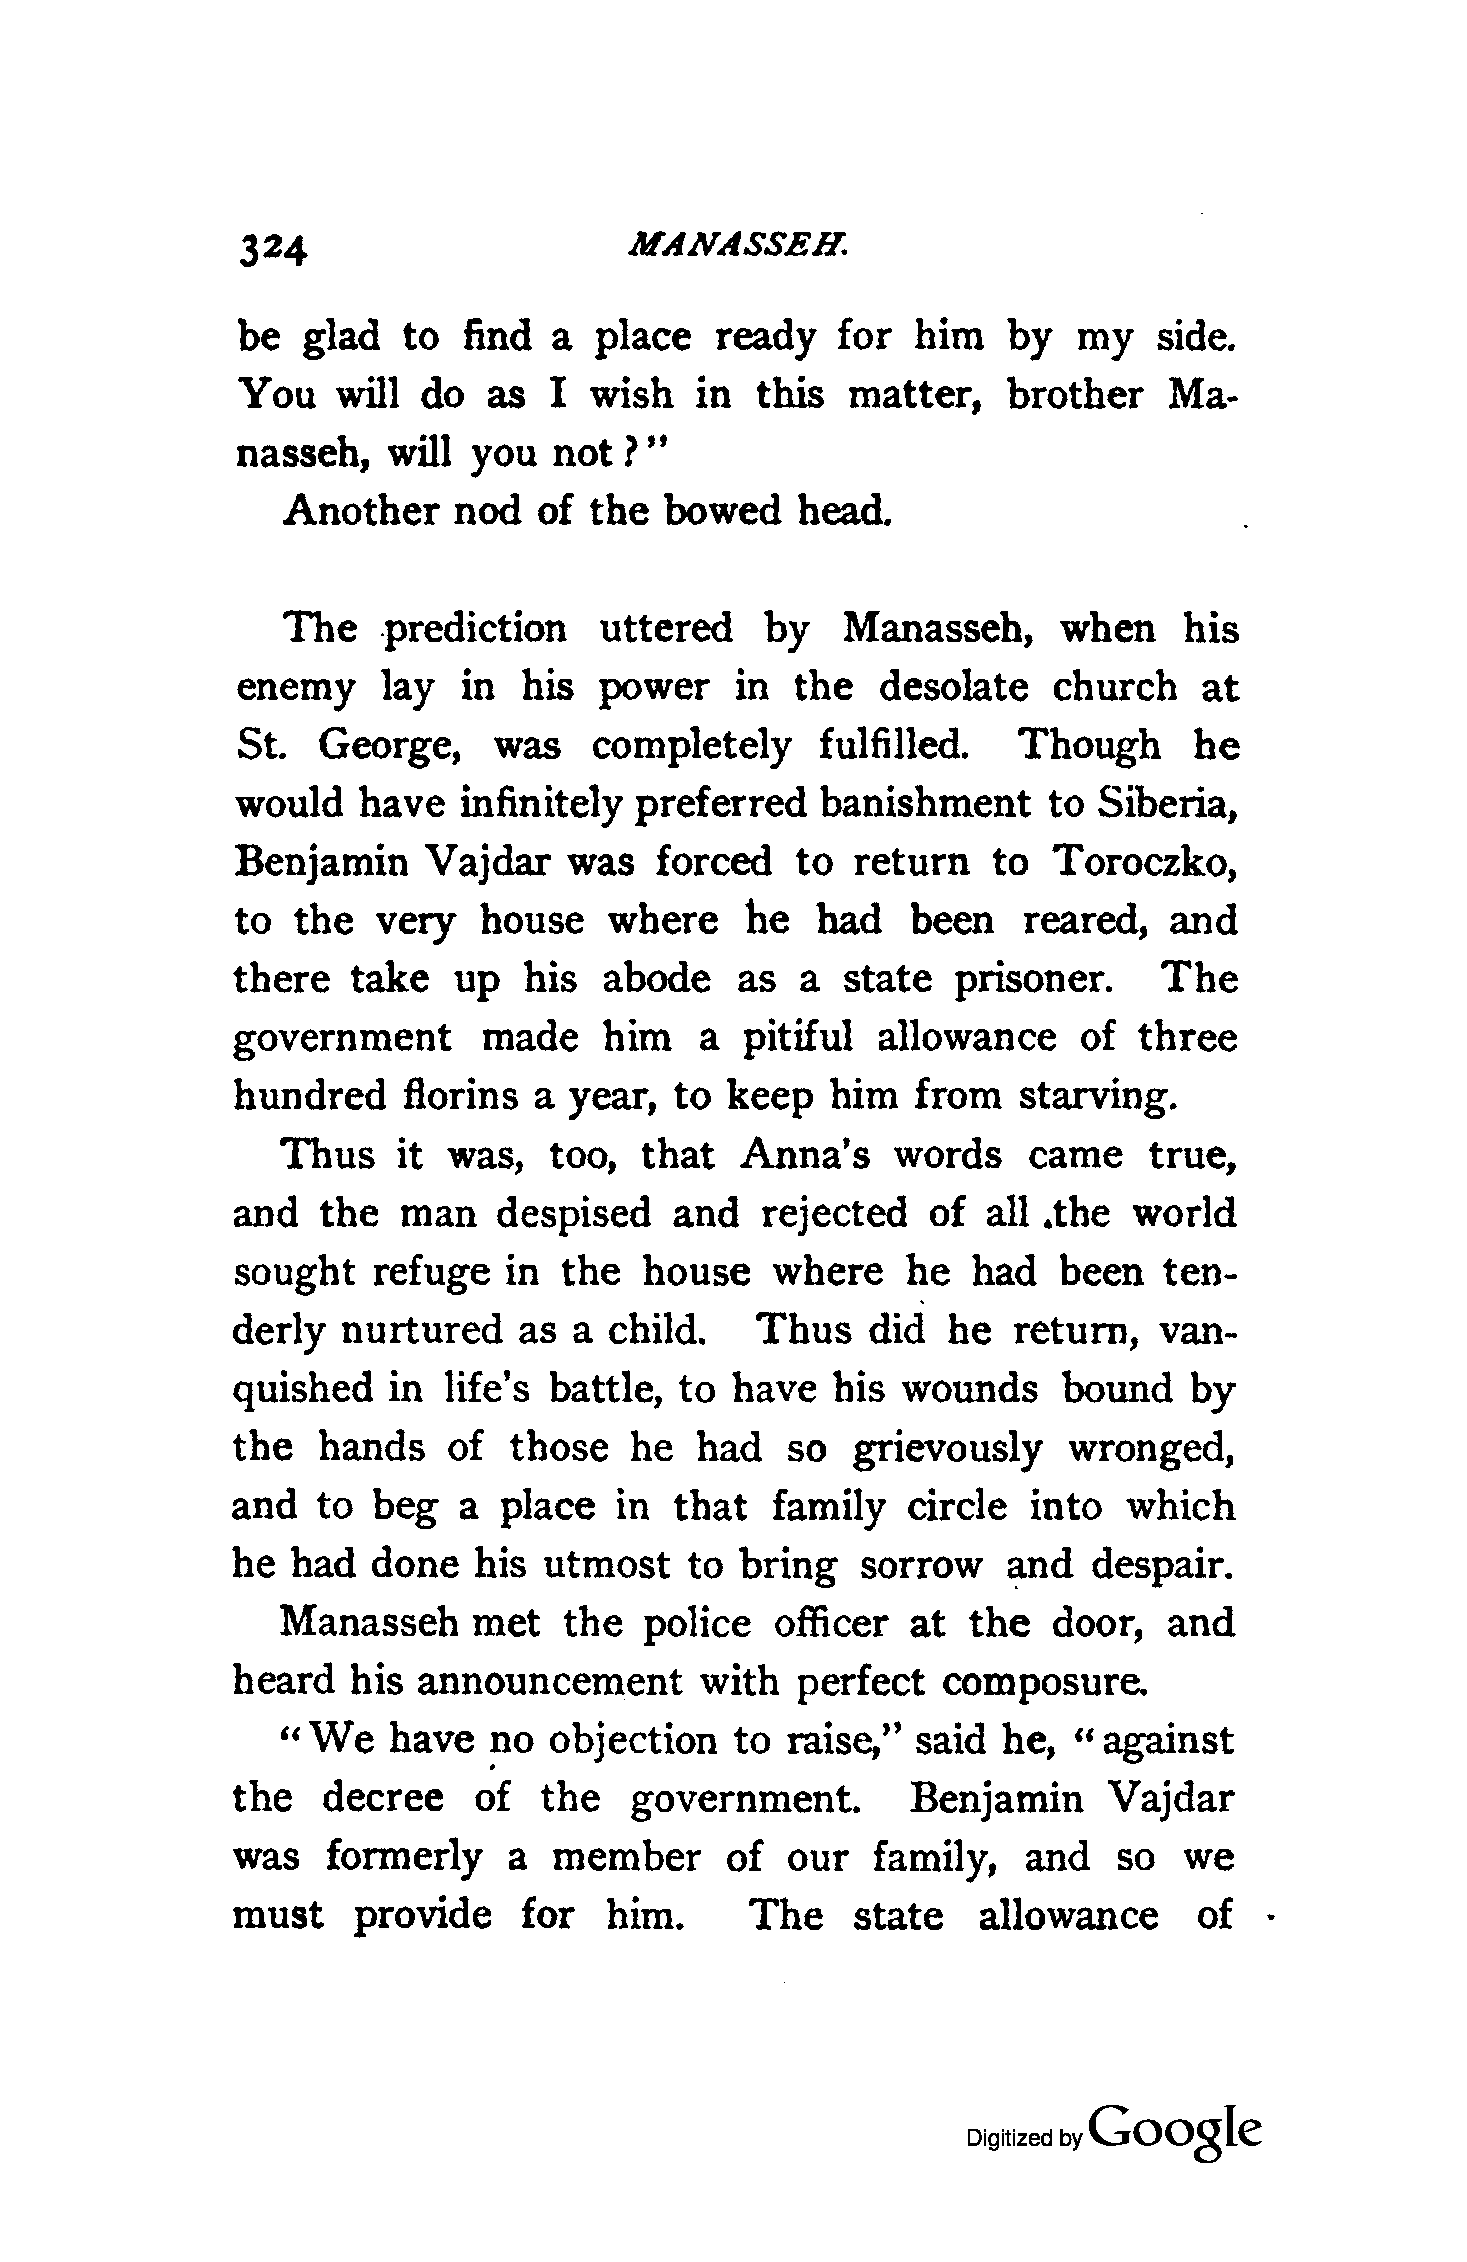 324 MANASSEH.
be glad to find a place ready for him by my side.
You will do as I wish in this matter, brother Ma-
nasseh, will you not?"
Another nod of the bowed head.
The prediction uttered by Manasseh, when his
enemy lay in his power in the desolate church at
St. George, was completely fulfilled. Though he
would have infinitely preferred banishment to Siberia,
Benjamin Vajdar was forced to return to Toroczko,
to the very house where he had been reared, and
there take up his abode as a state prisoner. The
government made him a pitiful allowance of three
hundred florins a year, to keep him from starving.
Thus it was, too, that Anna's words came true,
and the man despised and rejected of all the world
sought refuge in the house where he had been ten-
derly nurtured as a child. Thus did he return, van-
quished in life's battle, to have his wounds bound by
the hands of those he had so grievously wronged,
and to beg a place in that family circle into which
he had done his utmost to bring sorrow and despair.
Manasseh met the police officer at the door, and
heard his announcement with perfect composure.
"We have no objection to raise," said he, "against
the decree of the government. Benjamin Vajdar
was formerly a member of our family, and so we
must provide for him. The state allowance of
Digitized by Google